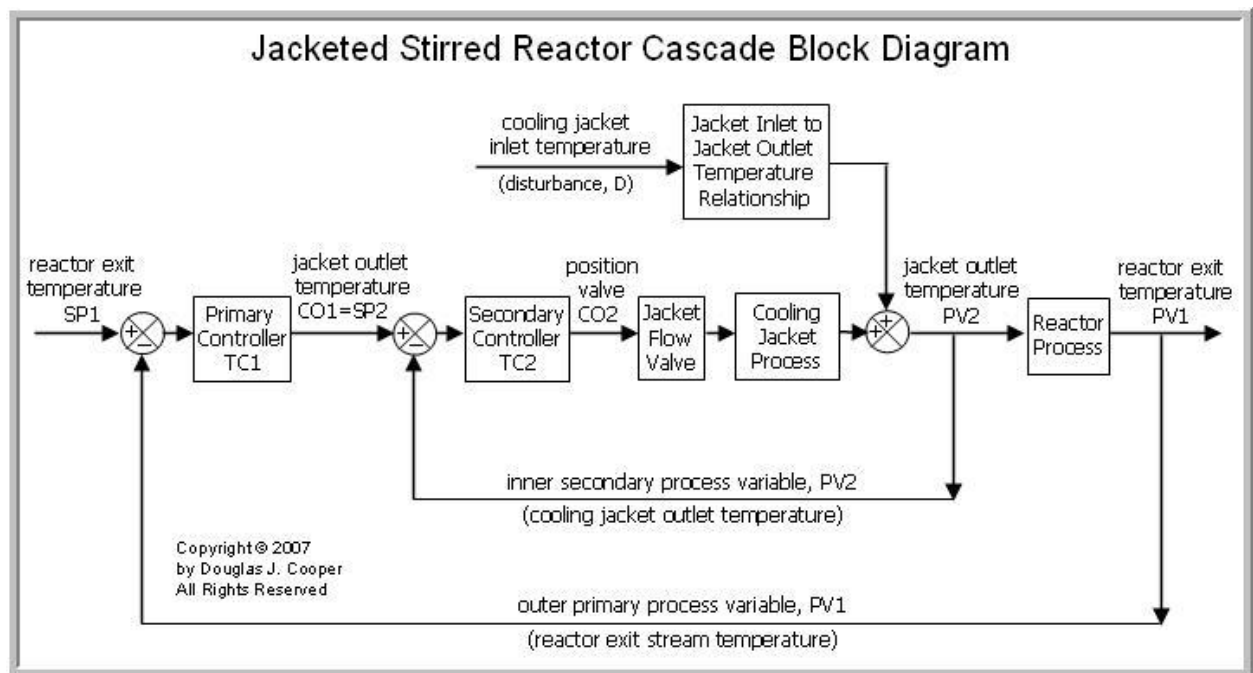 Jacketed Stirred Reactor Cascade Block Diagram
cooling jacket
inlet temperature
(disturbance, D)
Jacket Inlet to
Jacket Outlet
Temperature
Relationship
reactor exit
temperature
SP1
+
−
Primary
Controller
TC1
jacket outlet
temperature
CO1=SP2
+
−
Secondary
Controller
TC2
position
valve
CO2
Jacket
Flow
Valve
Cooling
Jacket
Process
+
+
jacket outlet
temperature
PV2
Reactor
Process
reactor exit
temperature
PV1
inner secondary process variable, PV2
(cooling jacket outlet temperature)
Copyright © 2007
by Douglas J. Cooper
All Rights Reserved
outer primary process variable, PV1
(reactor exit stream temperature)